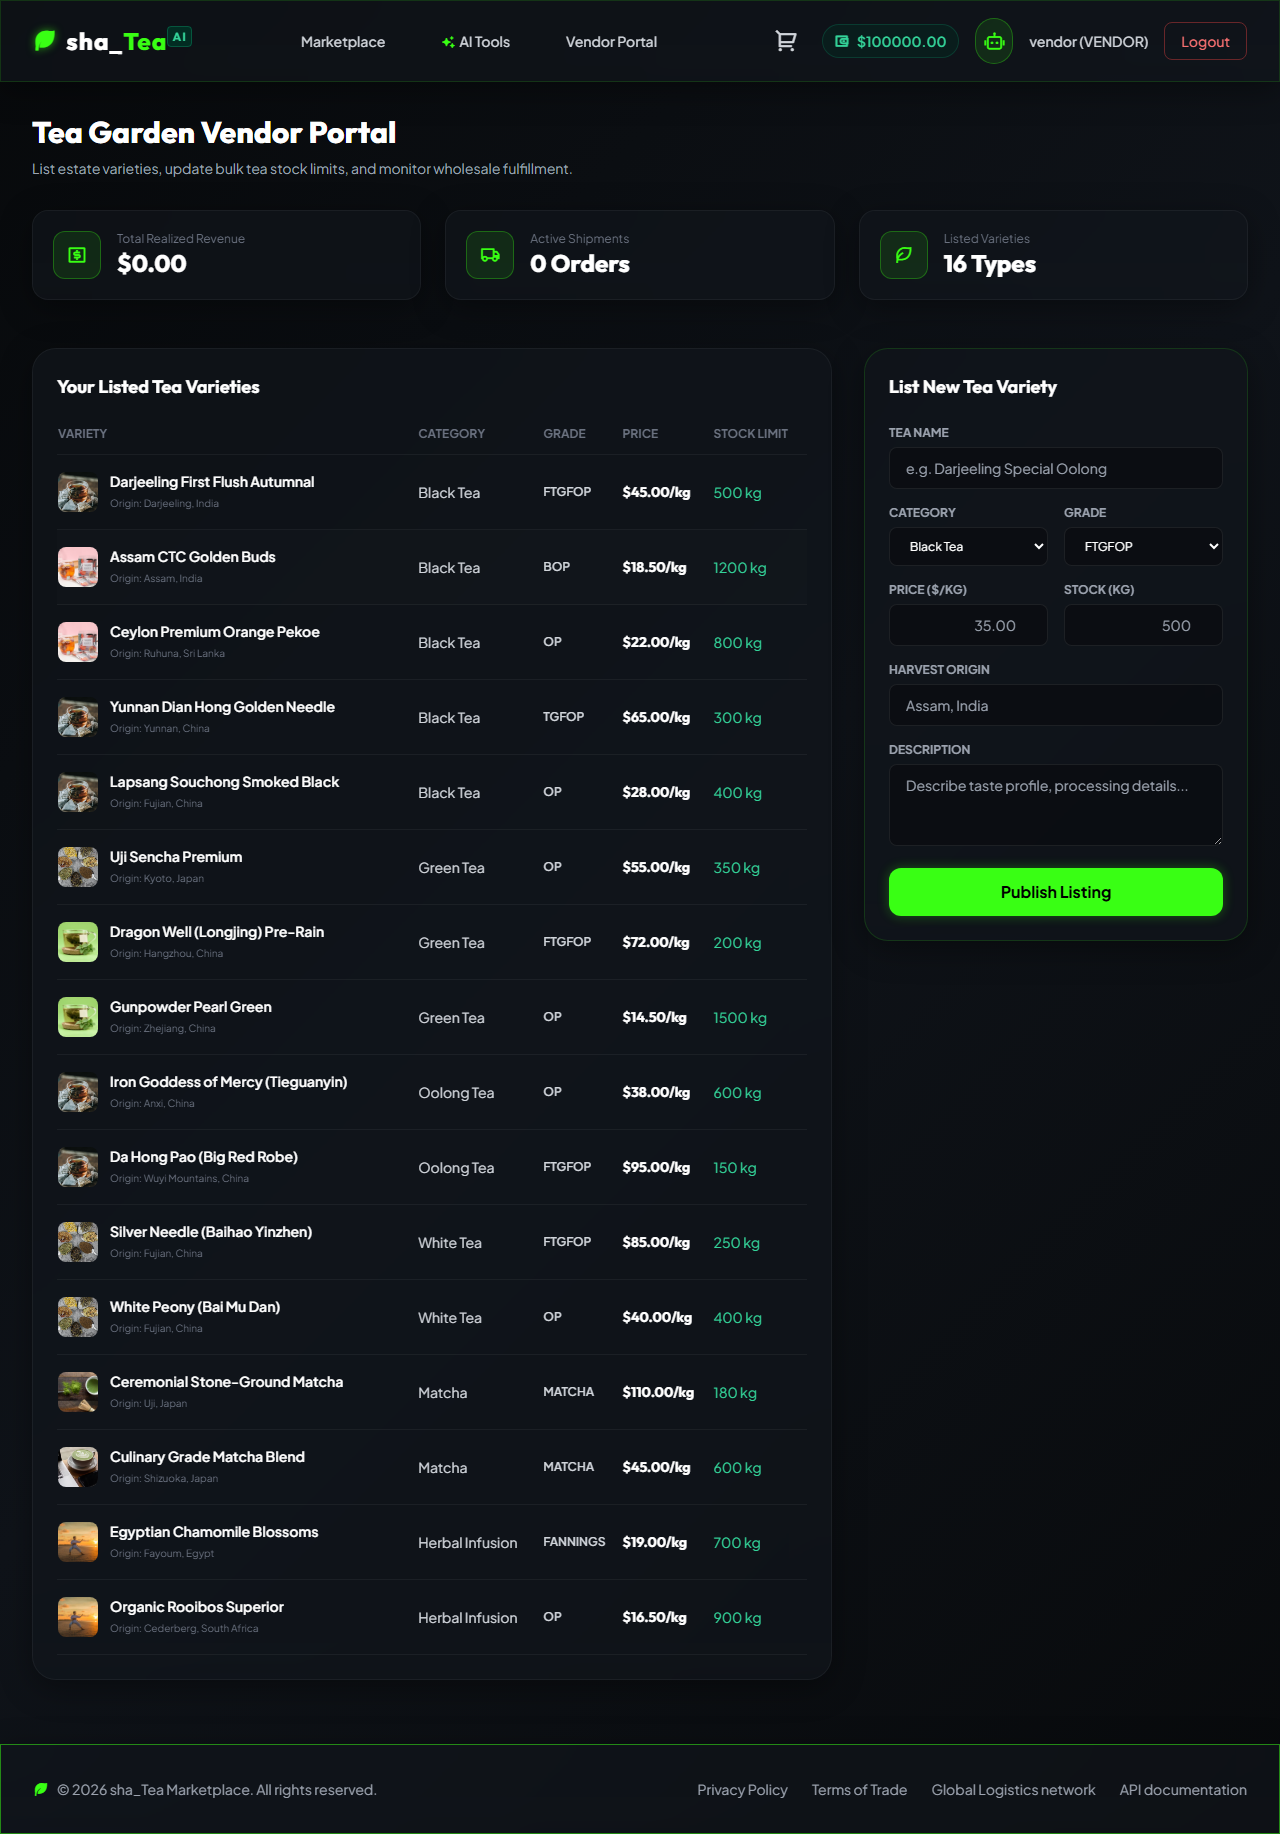 sha_Tea AI
Marketplace
AI Tools
Vendor Portal
$100000.00
vendor (VENDOR)
Logout
Tea Garden Vendor Portal
List estate varieties, update bulk tea stock limits, and monitor wholesale fulfillment.
Total Realized Revenue
$0.00
Active Shipments
0 Orders
Listed Varieties
16 Types
Your Listed Tea Varieties
VARIETY CATEGORY GRADE PRICE STOCK LIMIT
Darjeeling First Flush Autumnal
Origin: Darjeeling, India
Black Tea FTGFOP $45.00/kg 500 kg
Assam CTC Golden Buds
Origin: Assam, India
Black Tea BOP $18.50/kg 1200 kg
Ceylon Premium Orange Pekoe
Origin: Ruhuna, Sri Lanka
Black Tea OP $22.00/kg 800 kg
Yunnan Dian Hong Golden Needle
Origin: Yunnan, China
Black Tea TGFOP $65.00/kg 300 kg
Lapsang Souchong Smoked Black
Origin: Fujian, China
Black Tea OP $28.00/kg 400 kg
Uji Sencha Premium
Origin: Kyoto, Japan
Green Tea OP $55.00/kg 350 kg
Dragon Well (Longjing) Pre-Rain
Origin: Hangzhou, China
Green Tea FTGFOP $72.00/kg 200 kg
Gunpowder Pearl Green
Origin: Zhejiang, China
Green Tea OP $14.50/kg 1500 kg
Iron Goddess of Mercy (Tieguanyin)
Origin: Anxi, China
Oolong Tea OP $38.00/kg 600 kg
Da Hong Pao (Big Red Robe)
Origin: Wuyi Mountains, China
Oolong Tea FTGFOP $95.00/kg 150 kg
Silver Needle (Baihao Yinzhen)
Origin: Fujian, China
White Tea FTGFOP $85.00/kg 250 kg
White Peony (Bai Mu Dan)
Origin: Fujian, China
White Tea OP $40.00/kg 400 kg
Ceremonial Stone-Ground Matcha
Origin: Uji, Japan
Matcha MATCHA $110.00/kg 180 kg
Culinary Grade Matcha Blend
Origin: Shizuoka, Japan
Matcha MATCHA $45.00/kg 600 kg
Egyptian Chamomile Blossoms
Origin: Fayoum, Egypt
Herbal Infusion FANNINGS $19.00/kg 700 kg
Organic Rooibos Superior
Origin: Cederberg, South Africa
Herbal Infusion OP $16.50/kg 900 kg
List New Tea Variety
TEA NAME
e.g. Darjeeling Special Oolong
CATEGORY GRADE
Black Tea FTGFOP
PRICE ($/KG) STOCK (KG)
35.00 500
HARVEST ORIGIN
Assam, India
DESCRIPTION
Describe taste profile, processing details...
Publish Listing
© 2026 sha_Tea Marketplace. All rights reserved.
Privacy Policy
Terms of Trade
Global Logistics network
API documentation